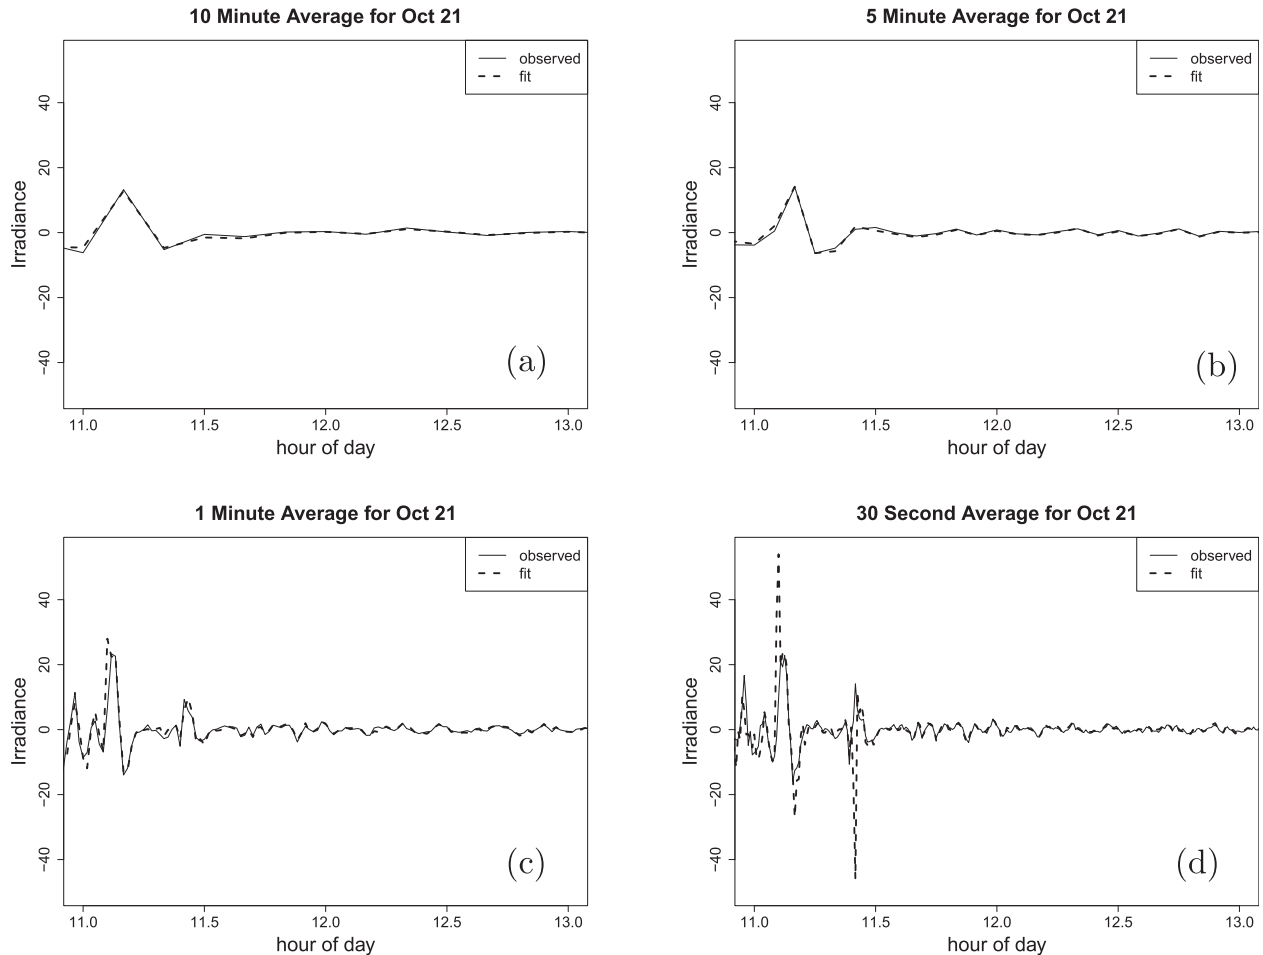 10 Minute Average for Oct 21
observed
fit
Irradiance
40
20
0
−20
−40
(a)
11.0 11.5 12.0 12.5 13.0
hour of day
5 Minute Average for Oct 21
observed
fit
Irradiance
40
20
0
−20
−40
(b)
11.0 11.5 12.0 12.5 13.0
hour of day
1 Minute Average for Oct 21
observed
fit
Irradiance
40
20
0
−20
−40
(c)
11.0 11.5 12.0 12.5 13.0
hour of day
30 Second Average for Oct 21
observed
fit
Irradiance
40
20
0
−20
−40
(d)
11.0 11.5 12.0 12.5 13.0
hour of day